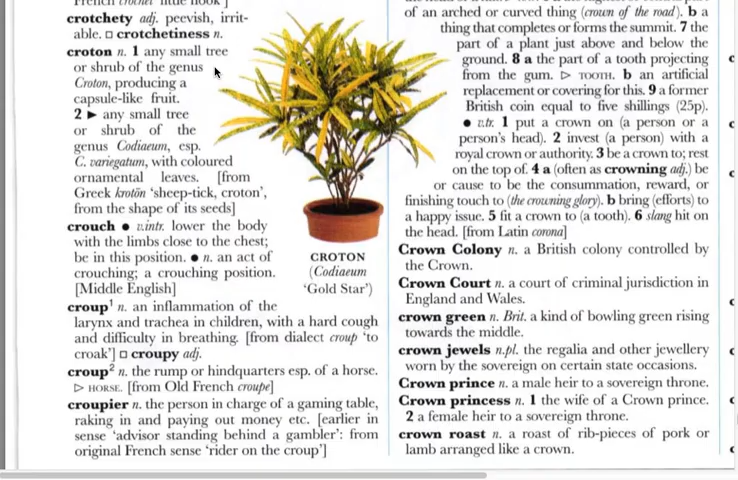 French crochet 'little hook']
crotchety adj. peevish, irrit-
able. □ crotchetiness n.
croton n. 1 any small tree
or shrub of the genus
Croton, producing a
capsule-like fruit.
2 ▶ any small tree
or shrub of the
genus Codiaeum, esp.
C. variegatum, with coloured
ornamental leaves. [from
Greek krotōn 'sheep-tick, croton',
from the shape of its seeds]
crouch ● v.intr. lower the body
with the limbs close to the chest;
be in this position. ● n. an act of
crouching; a crouching position.
[Middle English]
croup¹ n. an inflammation of the
larynx and trachea in children, with a hard cough
and difficulty in breathing. [from dialect croup 'to
croak'] □ croupy adj.
croup² n. the rump or hindquarters esp. of a horse.
▷ HORSE. [from Old French croupe]
croupier n. the person in charge of a gaming table,
raking in and paying out money etc. [earlier in
sense 'advisor standing behind a gambler': from
original French sense 'rider on the croup']
CROTON
(Codiaeum
'Gold Star')
of an arched or curved thing (crown of the road). b a
thing that completes or forms the summit. 7 the
part of a plant just above and below the
ground. 8 a the part of a tooth projecting
from the gum. ▷ TOOTH. b an artificial
replacement or covering for this. 9 a former
British coin equal to five shillings (25p).
● v.tr. 1 put a crown on (a person or a
person's head). 2 invest (a person) with a
royal crown or authority. 3 be a crown to; rest
on the top of. 4 a (often as crowning adj.) be
or cause to be the consummation, reward, or
finishing touch to (the crowning glory). b bring (efforts) to
a happy issue. 5 fit a crown to (a tooth). 6 slang hit on
the head. [from Latin corona]
Crown Colony n. a British colony controlled by
the Crown.
Crown Court n. a court of criminal jurisdiction in
England and Wales.
crown green n. Brit. a kind of bowling green rising
towards the middle.
crown jewels n.pl. the regalia and other jewellery
worn by the sovereign on certain state occasions.
Crown prince n. a male heir to a sovereign throne.
Crown princess n. 1 the wife of a Crown prince.
2 a female heir to a sovereign throne.
crown roast n. a roast of rib-pieces of pork or
lamb arranged like a crown.